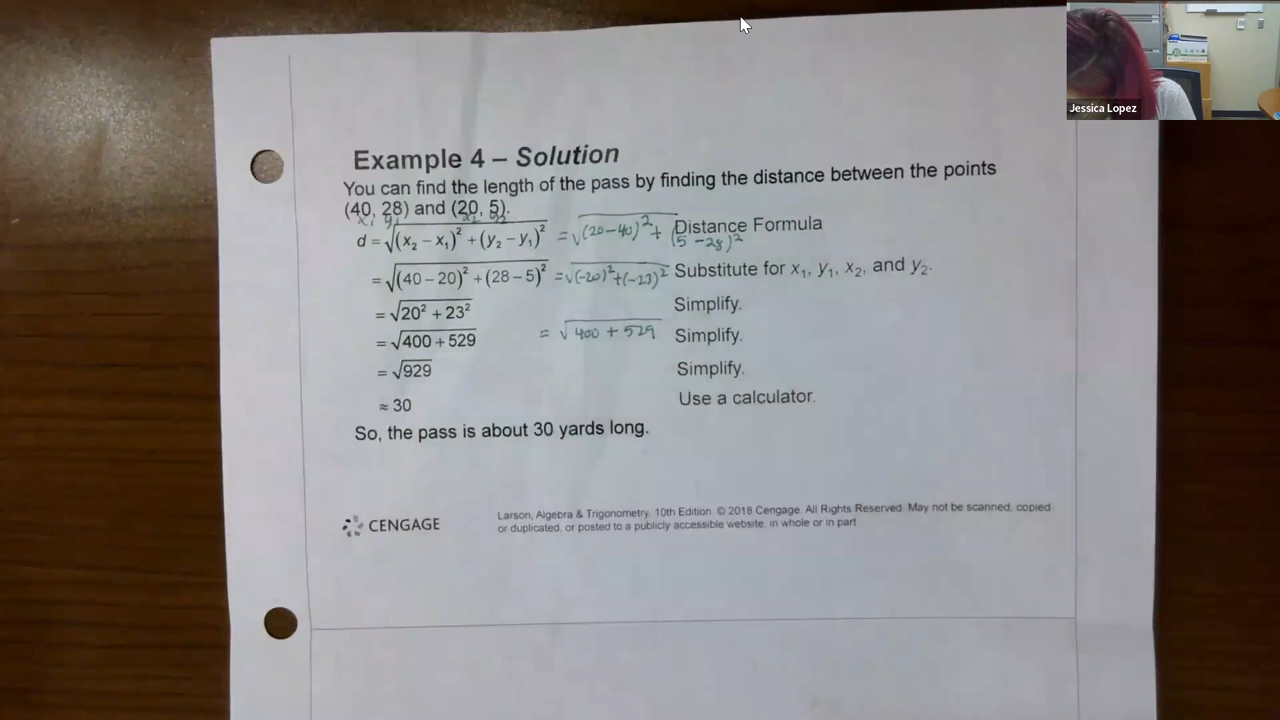 Jessica Lopez
Example 4 – Solution
You can find the length of the pass by finding the distance between the points
(40, 28) and (20, 5).
x₁ y₁ x₂ y₂
d = √(x₂ – x₁)² + (y₂ – y₁)² = √(20-40)² + (5-28)² Distance Formula
= √(40 – 20)² + (28 – 5)² = √(-20)²+(-23)² Substitute for x₁, y₁, x₂, and y₂.
= √20² + 23² Simplify.
= √400 + 529 = √400 + 529 Simplify.
= √929 Simplify.
≈ 30 Use a calculator.
So, the pass is about 30 yards long.
CENGAGE
Larson, Algebra & Trigonometry, 10th Edition. © 2018 Cengage. All Rights Reserved. May not be scanned, copied
or duplicated, or posted to a publicly accessible website, in whole or in part